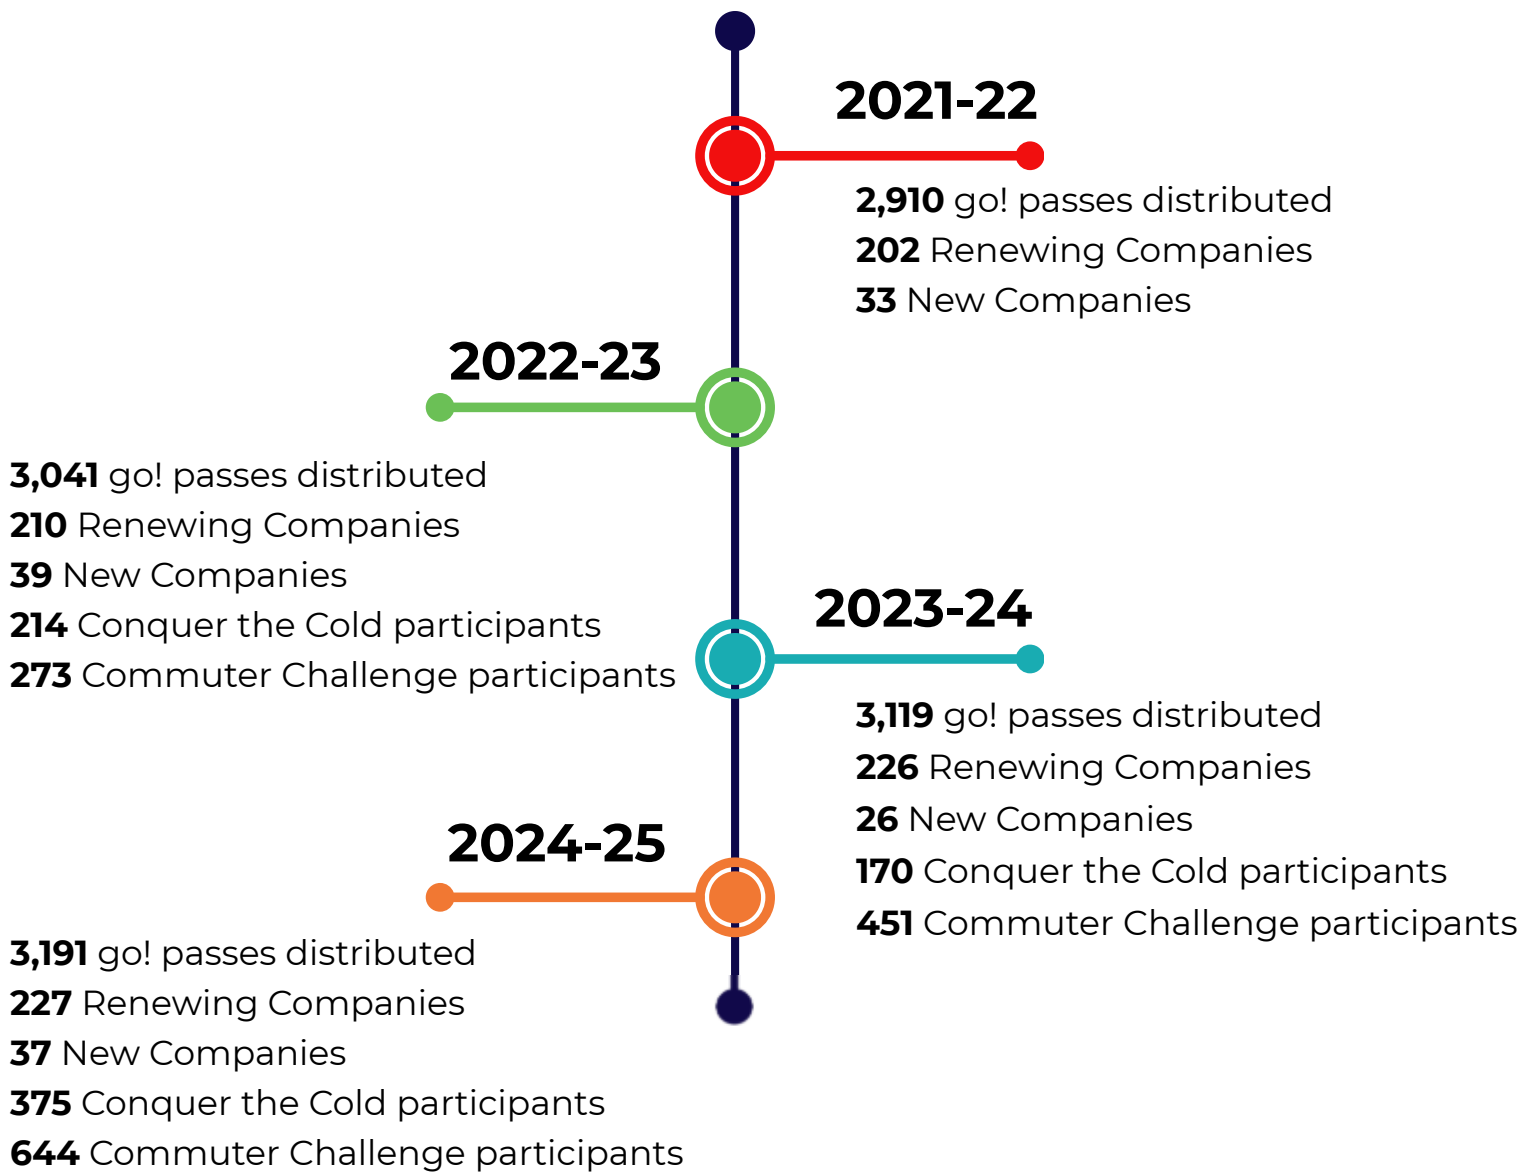 2021-22
2,910 go! passes distributed
202 Renewing Companies
33 New Companies
2022-23
3,041 go! passes distributed
210 Renewing Companies
39 New Companies
214 Conquer the Cold participants
273 Commuter Challenge participants
2023-24
3,119 go! passes distributed
226 Renewing Companies
26 New Companies
170 Conquer the Cold participants
451 Commuter Challenge participants
2024-25
3,191 go! passes distributed
227 Renewing Companies
37 New Companies
375 Conquer the Cold participants
644 Commuter Challenge participants